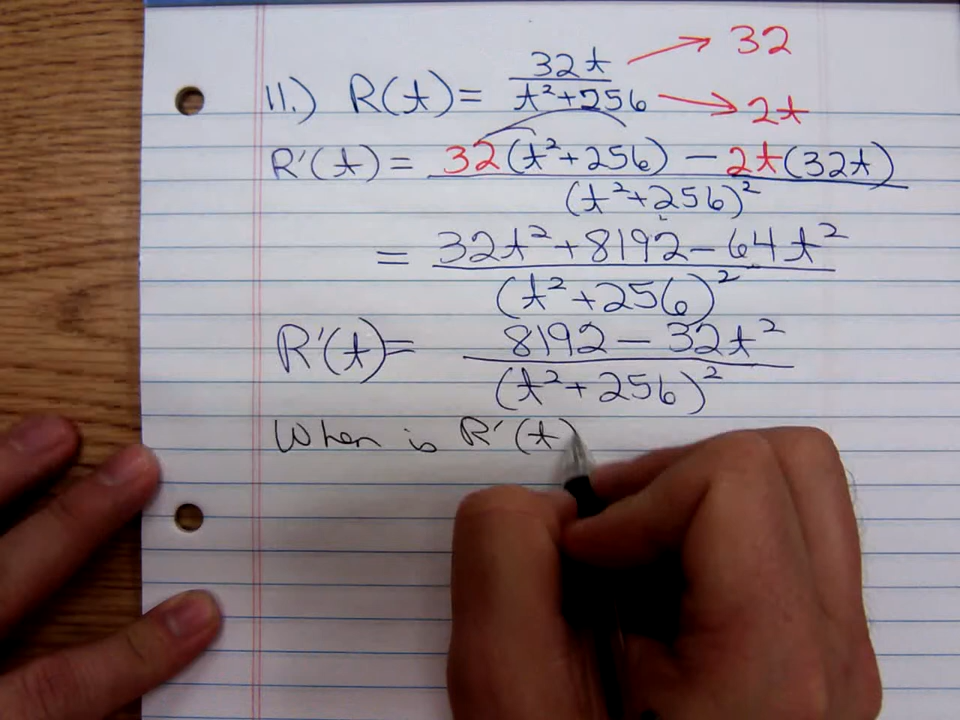 11.) R(t) = 32t / t² + 256 → 32 → 2t
R'(t) = 32(t² + 256) − 2t(32t) / (t² + 256)²
= 32t² + 8192 − 64t² / (t² + 256)²
R'(t) = 8192 − 32t² / (t² + 256)²
When is R'(t)